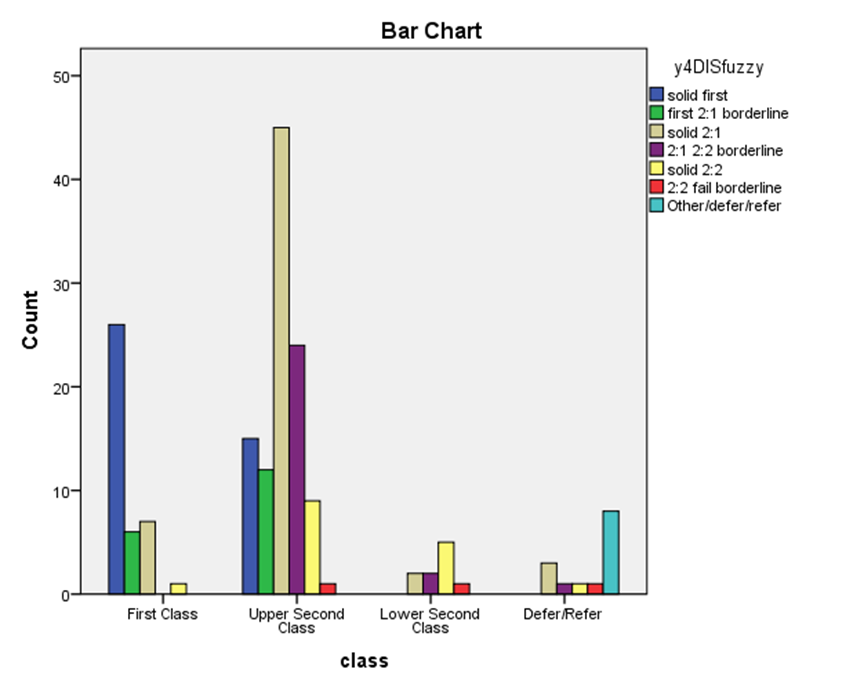 Bar Chart
y4DISfuzzy
solid first
first 2:1 borderline
solid 2:1
2:1 2:2 borderline
solid 2:2
2:2 fail borderline
Other/defer/refer
50
40
30
20
10
0
Count
First Class
Upper Second
Class
Lower Second
Class
Defer/Refer
class